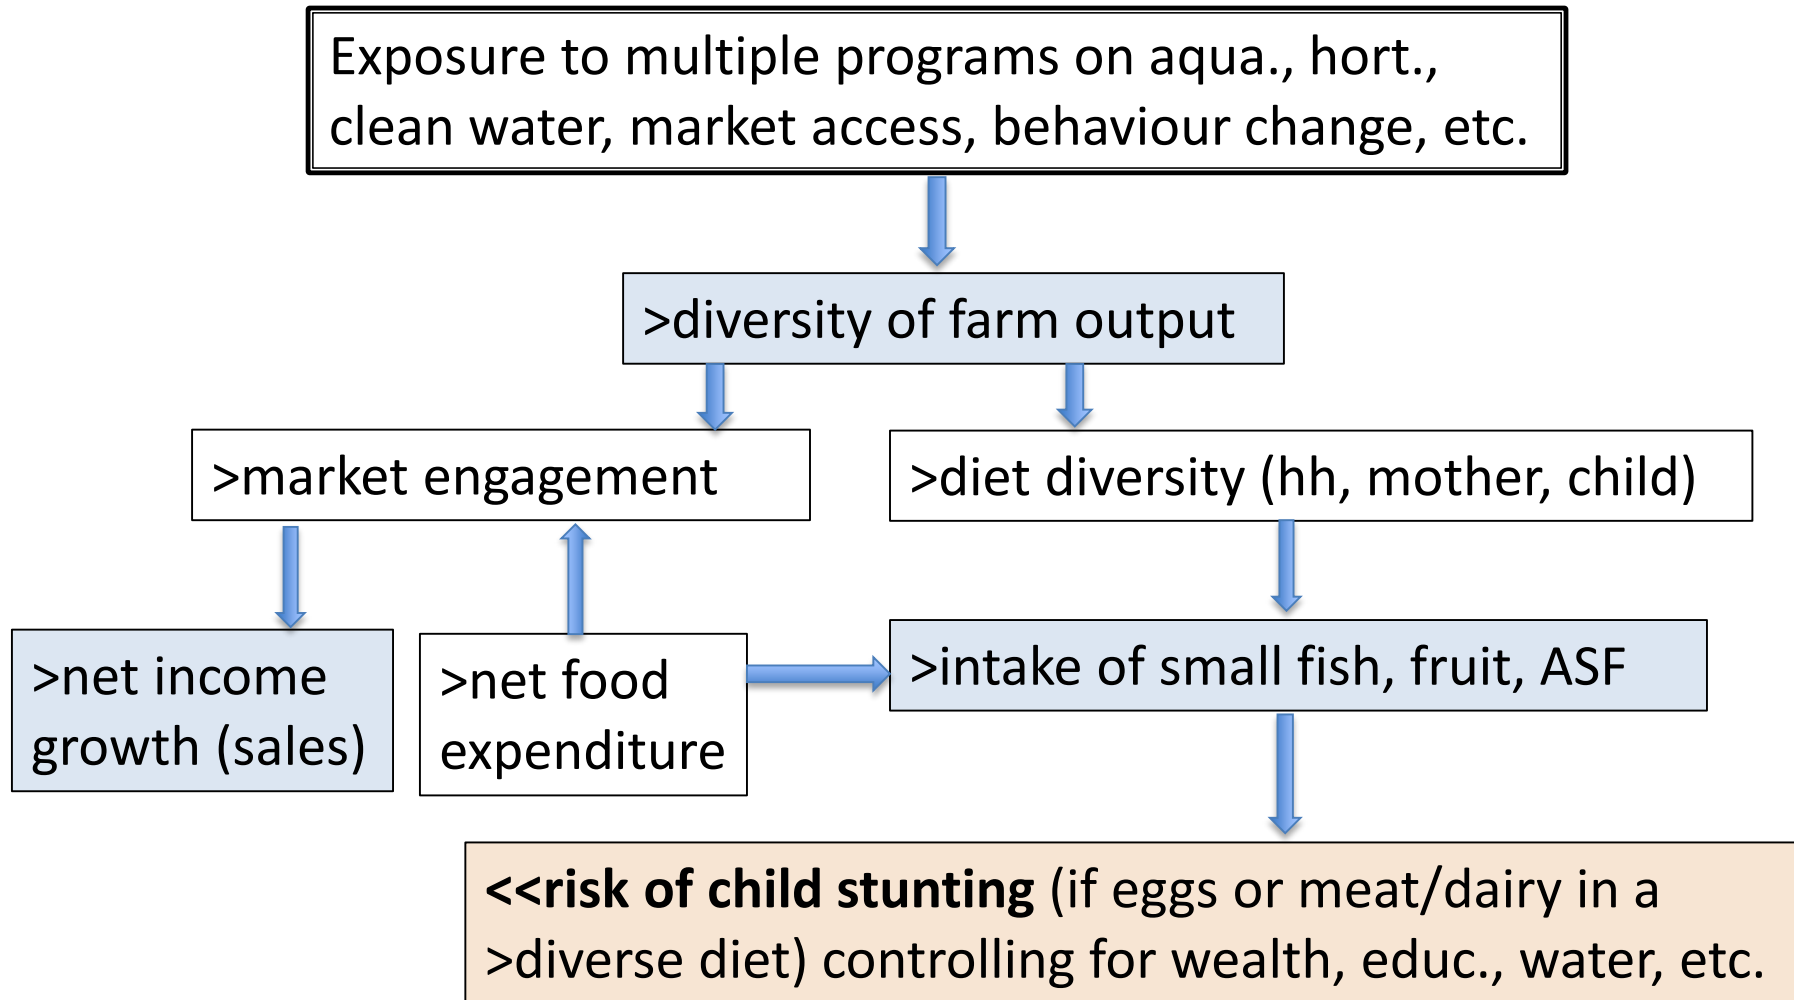 Exposure to multiple programs on aqua., hort.,
clean water, market access, behaviour change, etc.
>diversity of farm output
>market engagement
>diet diversity (hh, mother, child)
>net income
growth (sales)
>net food
expenditure
>intake of small fish, fruit, ASF
<<risk of child stunting (if eggs or meat/dairy in a
>diverse diet) controlling for wealth, educ., water, etc.